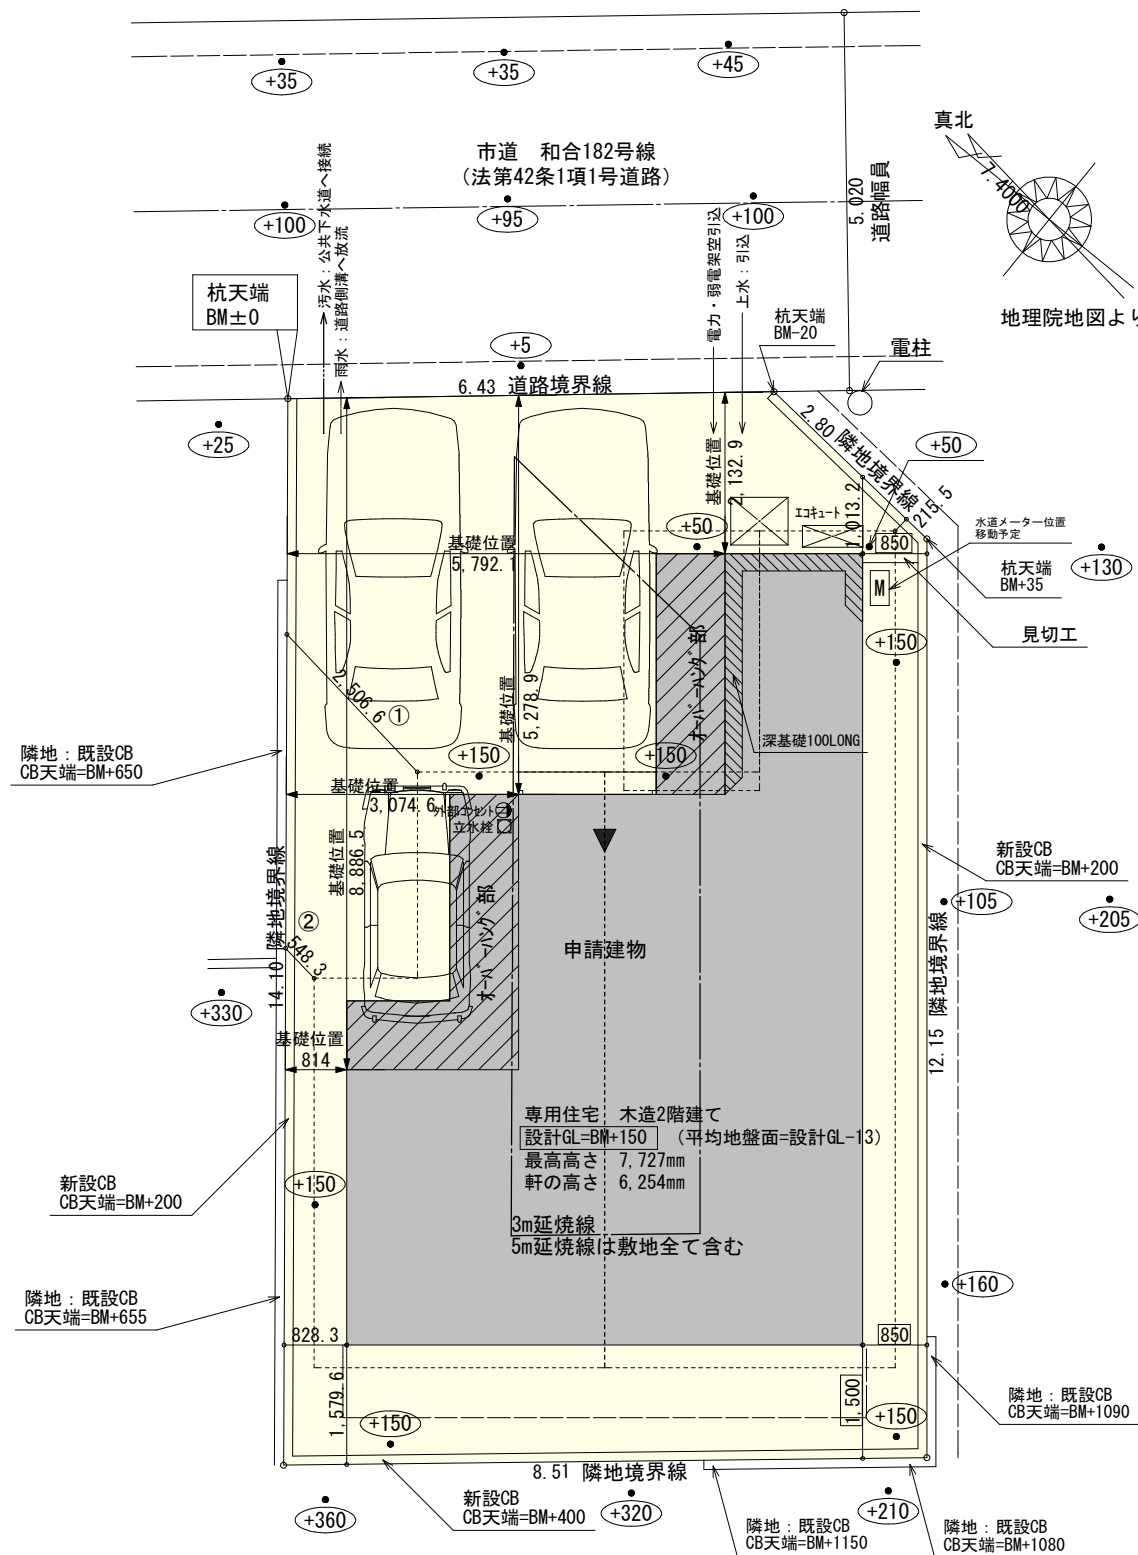 +35
+35
+45
市道　和合182号線
(法第42条1項1号道路)
+100
+95
+100
5.020
道路幅員
真北
7.4000
地理院地図より
汚水：公共下水道へ接続
雨水：道路側溝へ放流
電力・弱電架空引込
上水：引込
杭天端
BM±0
杭天端
BM-20
電柱
+5
6.43 道路境界線
2.80 隣地境界線
215.5
+25
+50
基礎位置
2,132.9
1,013.2
エコキュート
+50
850
水道メーター位置
移動予定
杭天端
BM+35
+130
M
見切工
+150
基礎位置
5,792.1
2,506.6
①
基礎位置
5,278.9
オーバーハング部
深基礎100LONG
隣地：既設CB
CB天端=BM+650
+150
+150
基礎位置
3,074.6
外部コンセント
立水栓
基礎位置
8,886.5
オーバーハング部
14.10 隣地境界線
②
548.3
+330
申請建物
新設CB
CB天端=BM+200
+105
+205
12.15 隣地境界線
基礎位置
814
専用住宅　木造2階建て
設計GL=BM+150　(平均地盤面=設計GL-13)
最高高さ　7,727mm
軒の高さ　6,254mm
3m延焼線
5m延焼線は敷地全て含む
新設CB
CB天端=BM+200
+150
+160
隣地：既設CB
CB天端=BM+655
828.3
850
1,579.6
1,500
+150
+150
隣地：既設CB
CB天端=BM+1090
8.51 隣地境界線
+360
新設CB
CB天端=BM+400
+320
+210
隣地：既設CB
CB天端=BM+1150
隣地：既設CB
CB天端=BM+1080